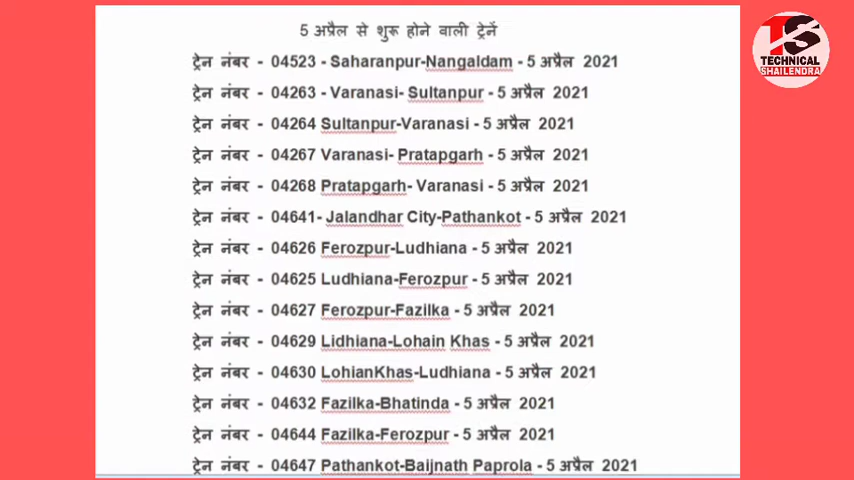 5 अप्रैल से शुरू होने वाली ट्रेनें
ट्रेन नंबर - 04523 - Saharanpur-Nangaldam - 5 अप्रैल 2021
ट्रेन नंबर - 04263 - Varanasi- Sultanpur - 5 अप्रैल 2021
ट्रेन नंबर - 04264 Sultanpur-Varanasi - 5 अप्रैल 2021
ट्रेन नंबर - 04267 Varanasi- Pratapgarh - 5 अप्रैल 2021
ट्रेन नंबर - 04268 Pratapgarh- Varanasi - 5 अप्रैल 2021
ट्रेन नंबर - 04641- Jalandhar City-Pathankot - 5 अप्रैल 2021
ट्रेन नंबर - 04626 Ferozpur-Ludhiana - 5 अप्रैल 2021
ट्रेन नंबर - 04625 Ludhiana-Ferozpur - 5 अप्रैल 2021
ट्रेन नंबर - 04627 Ferozpur-Fazilka - 5 अप्रैल 2021
ट्रेन नंबर - 04629 Lidhiana-Lohain Khas - 5 अप्रैल 2021
ट्रेन नंबर - 04630 LohianKhas-Ludhiana - 5 अप्रैल 2021
ट्रेन नंबर - 04632 Fazilka-Bhatinda - 5 अप्रैल 2021
ट्रेन नंबर - 04644 Fazilka-Ferozpur - 5 अप्रैल 2021
ट्रेन नंबर - 04647 Pathankot-Baijnath Paprola - 5 अप्रैल 2021
TS
TECHNICAL
SHAILENDRA